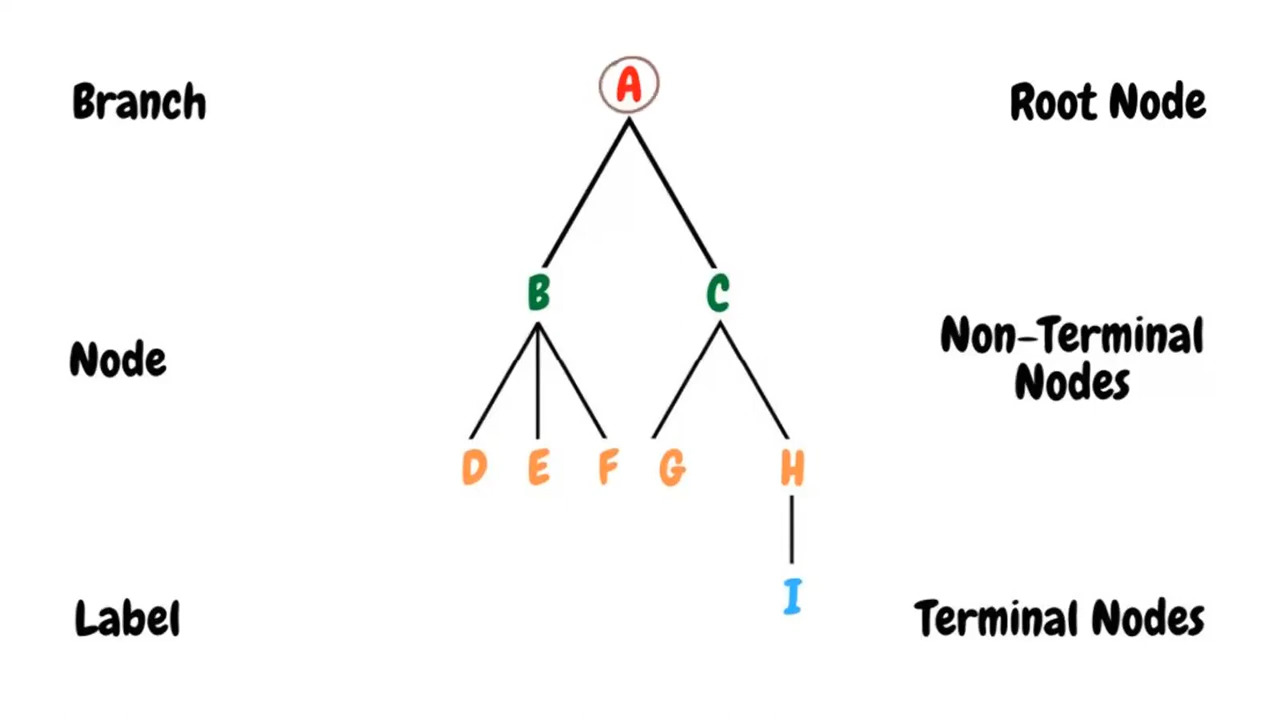 Branch
A
Root Node
B
C
Node
Non-Terminal
Nodes
D E F G H
I
Label
Terminal Nodes